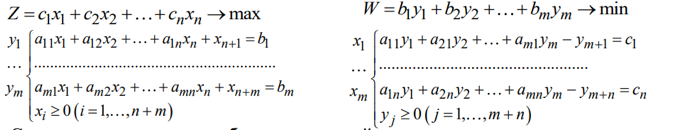 Z = c₁x₁ + c₂x₂ + … + cₙxₙ → max
y₁ a₁₁x₁ + a₁₂x₂ + … + a₁ₙxₙ + xₙ₊₁ = b₁
… ......................................................
yₘ aₘ₁x₁ + aₘ₂x₂ + … + aₘₙxₙ + xₙ₊ₘ = bₘ
xᵢ ≥ 0 (i = 1,…,n + m)
W = b₁y₁ + b₂y₂ + … + bₘyₘ → min
x₁ a₁₁y₁ + a₂₁y₂ + … + aₘ₁yₘ − yₘ₊₁ = c₁
… ......................................................
xₘ a₁ₙy₁ + a₂ₙy₂ + … + aₘₙyₘ − yₘ₊ₙ = cₙ
yⱼ ≥ 0 (j = 1,…,m + n)